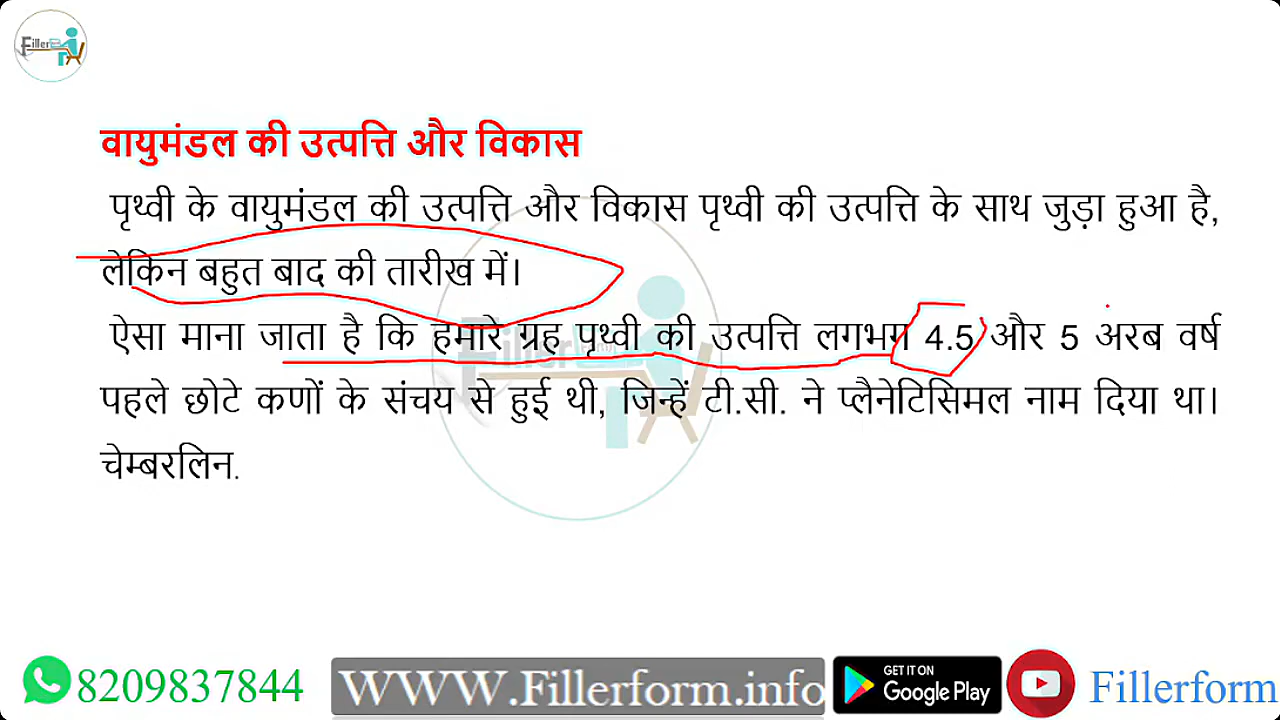 Filler
वायुमंडल की उत्पत्ति और विकास
पृथ्वी के वायुमंडल की उत्पत्ति और विकास पृथ्वी की उत्पत्ति के साथ जुड़ा हुआ है,
लेकिन बहुत बाद की तारीख में।
ऐसा माना जाता है कि हमारे ग्रह पृथ्वी की उत्पत्ति लगभग 4.5 और 5 अरब वर्ष
पहले छोटे कणों के संचय से हुई थी, जिन्हें टी.सी. ने प्लैनेटिसिमल नाम दिया था।
चेम्बरलिन.
8209837844
WWW.Fillerform.info
GET IT ON
Google Play
Fillerform